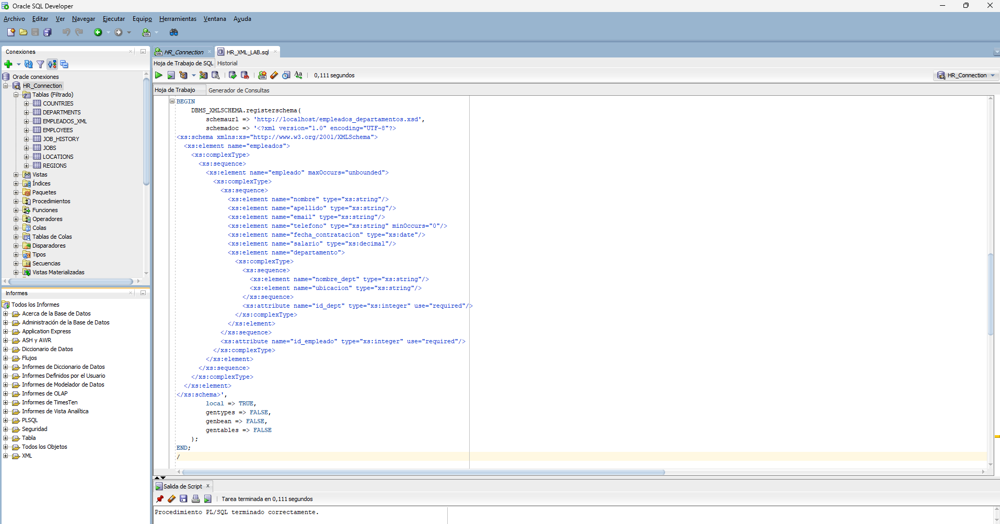 Oracle SQL Developer
Archivo Editar Ver Navegar Ejecutar Equipo Herramientas Ventana Ayuda
Conexiones
Oracle conexiones
HR_Connection
Tablas (Filtrado)
COUNTRIES
DEPARTMENTS
EMPLEADOS_XML
EMPLOYEES
JOB_HISTORY
JOBS
LOCATIONS
REGIONS
Vistas
Índices
Paquetes
Procedimientos
Funciones
Operadores
Colas
Tablas de Colas
Disparadores
Tipos
Secuencias
Vistas Materializadas
Informes
Todos los Informes
Acerca de la Base de Datos
Administración de la Base de Datos
Application Express
ASH y AWR
Diccionario de Datos
Flujos
Informes de Diccionario de Datos
Informes Definidos por el Usuario
Informes de Modelador de Datos
Informes de OLAP
Informes de TimesTen
Informes de Vista Analítica
PLSQL
Seguridad
Tabla
Todos los Objetos
XML
HR_Connection HR_XML_LAB.sql
Hoja de Trabajo de SQL Historial
0,111 segundos
HR_Connection
Hoja de Trabajo Generador de Consultas
BEGIN
    DBMS_XMLSCHEMA.registerschema(
        schemaurl => 'http://localhost/empleados_departamentos.xsd',
        schemadoc => '<?xml version="1.0" encoding="UTF-8"?>
<xs:schema xmlns:xs="http://www.w3.org/2001/XMLSchema">
  <xs:element name="empleados">
    <xs:complexType>
      <xs:sequence>
        <xs:element name="empleado" maxOccurs="unbounded">
          <xs:complexType>
            <xs:sequence>
              <xs:element name="nombre" type="xs:string"/>
              <xs:element name="apellido" type="xs:string"/>
              <xs:element name="email" type="xs:string"/>
              <xs:element name="telefono" type="xs:string" minOccurs="0"/>
              <xs:element name="fecha_contratacion" type="xs:date"/>
              <xs:element name="salario" type="xs:decimal"/>
              <xs:element name="departamento">
                <xs:complexType>
                  <xs:sequence>
                    <xs:element name="nombre_dept" type="xs:string"/>
                    <xs:element name="ubicacion" type="xs:string"/>
                  </xs:sequence>
                  <xs:attribute name="id_dept" type="xs:integer" use="required"/>
                </xs:complexType>
              </xs:element>
            </xs:sequence>
            <xs:attribute name="id_empleado" type="xs:integer" use="required"/>
          </xs:complexType>
        </xs:element>
      </xs:sequence>
    </xs:complexType>
  </xs:element>
</xs:schema>',
        local => TRUE,
        gentypes => FALSE,
        genbean => FALSE,
        gentables => FALSE
    );
END;
/
Salida de Script
Tarea terminada en 0,111 segundos
Procedimiento PL/SQL terminado correctamente.